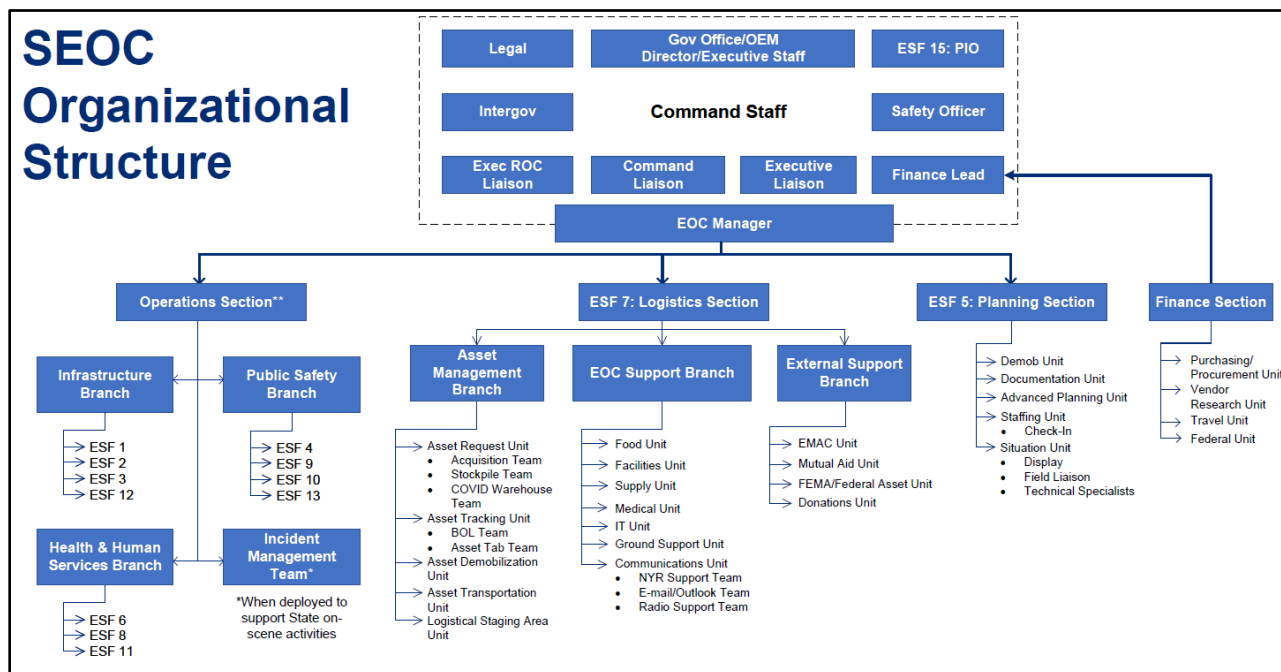 SEOC
Organizational
Structure
Legal
Gov Office/OEM
Director/Executive Staff
ESF 15: PIO
Intergov
Command Staff
Safety Officer
Exec ROC
Liaison
Command
Liaison
Executive
Liaison
Finance Lead
EOC Manager
Operations Section**
ESF 7: Logistics Section
ESF 5: Planning Section
Finance Section
Infrastructure
Branch
ESF 1
ESF 2
ESF 3
ESF 12
Public Safety
Branch
ESF 4
ESF 9
ESF 10
ESF 13
Health & Human
Services Branch
ESF 6
ESF 8
ESF 11
Incident
Management
Team*
*When deployed to
support State on-
scene activities
Asset
Management
Branch
Asset Request Unit
• Acquisition Team
• Stockpile Team
• COVID Warehouse
Team
Asset Tracking Unit
• BOL Team
• Asset Tab Team
Asset Demobilization
Unit
Asset Transportation
Unit
Logistical Staging Area
Unit
EOC Support Branch
Food Unit
Facilities Unit
Supply Unit
Medical Unit
IT Unit
Ground Support Unit
Communications Unit
• NYR Support Team
• E-mail/Outlook Team
• Radio Support Team
External Support
Branch
EMAC Unit
Mutual Aid Unit
FEMA/Federal Asset Unit
Donations Unit
Demob Unit
Documentation Unit
Advanced Planning Unit
Staffing Unit
• Check-In
Situation Unit
• Display
• Field Liaison
• Technical Specialists
Purchasing/
Procurement Unit
Vendor
Research Unit
Travel Unit
Federal Unit